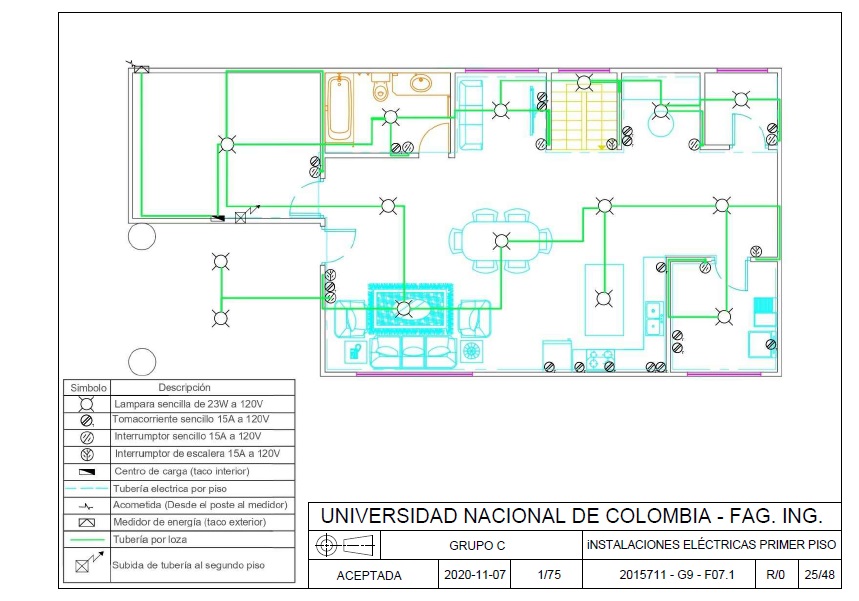 Simbolo Descripción
Lampara sencilla de 23W a 120V
Tomacorriente sencillo 15A a 120V
Interruptor sencillo 15A a 120V
Interruptor de escalera 15A a 120V
Centro de carga (taco interior)
Tubería electrica por piso
Acometida (Desde el poste al medidor)
Medidor de energía (taco exterior)
Tubería por loza
Subida de tubería al segundo piso
UNIVERSIDAD NACIONAL DE COLOMBIA - FAG. ING.
GRUPO C
iNSTALACIONES ELÉCTRICAS PRIMER PISO
ACEPTADA 2020-11-07 1/75 2015711 - G9 - F07.1 R/0 25/48